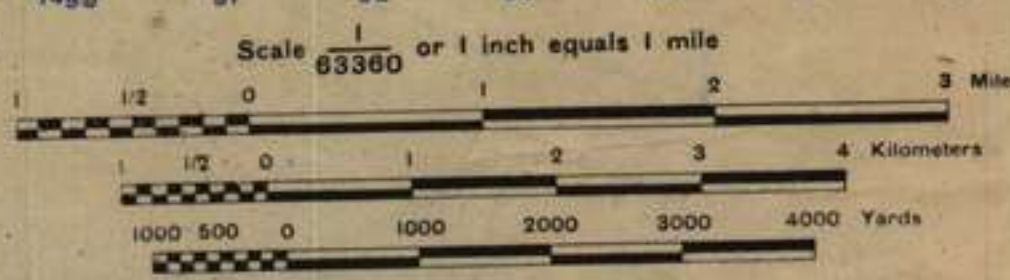 Scale 1/63360 or 1 inch equals 1 mile
1 1/2 0 1 2 3 Mile
1 1/2 0 1 2 3 4 Kilometers
1000 500 0 1000 2000 3000 4000 Yards